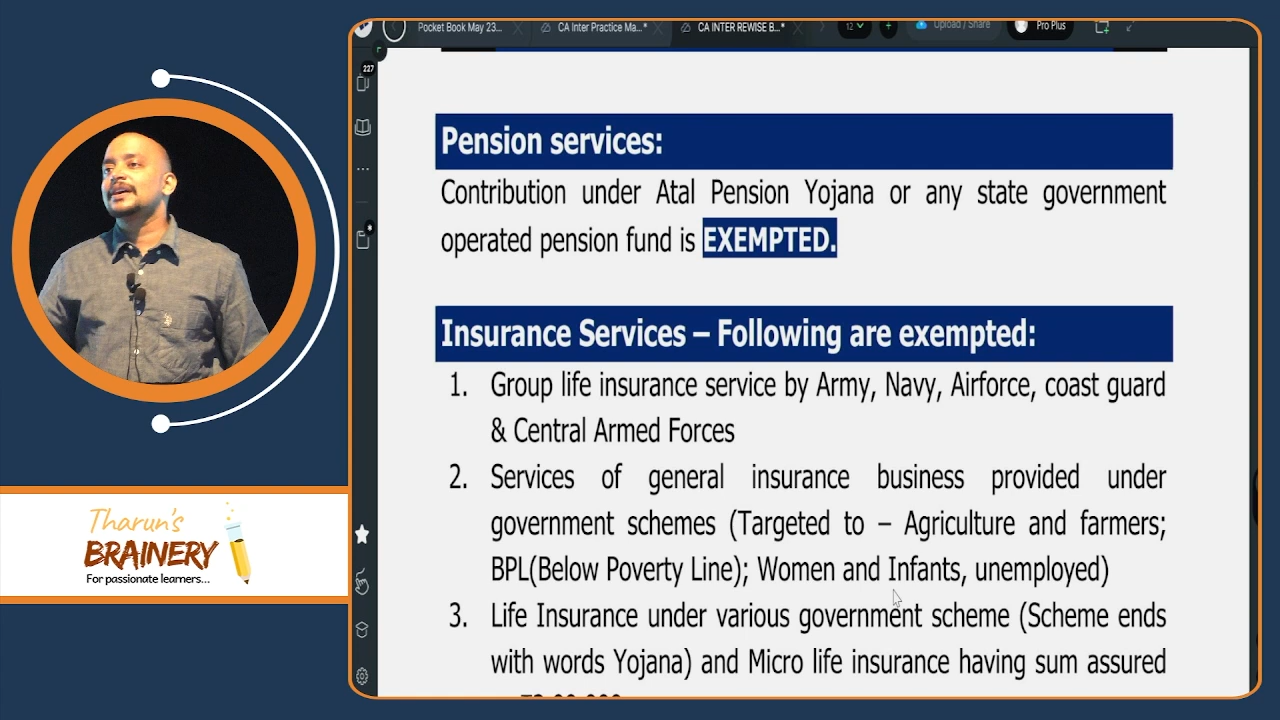 Pocket Book May 23...
CA Inter Practice Ma...*
CA INTER REWISE B...*
12
Upload / Share
Pro Plus
227
Pension services:
Contribution under Atal Pension Yojana or any state government
operated pension fund is EXEMPTED.
Insurance Services – Following are exempted:
1. Group life insurance service by Army, Navy, Airforce, coast guard
& Central Armed Forces
2. Services of general insurance business provided under
government schemes (Targeted to – Agriculture and farmers;
BPL(Below Poverty Line); Women and Infants, unemployed)
3. Life Insurance under various government scheme (Scheme ends
with words Yojana) and Micro life insurance having sum assured
Tharun's
BRAINERY
For passionate learners...